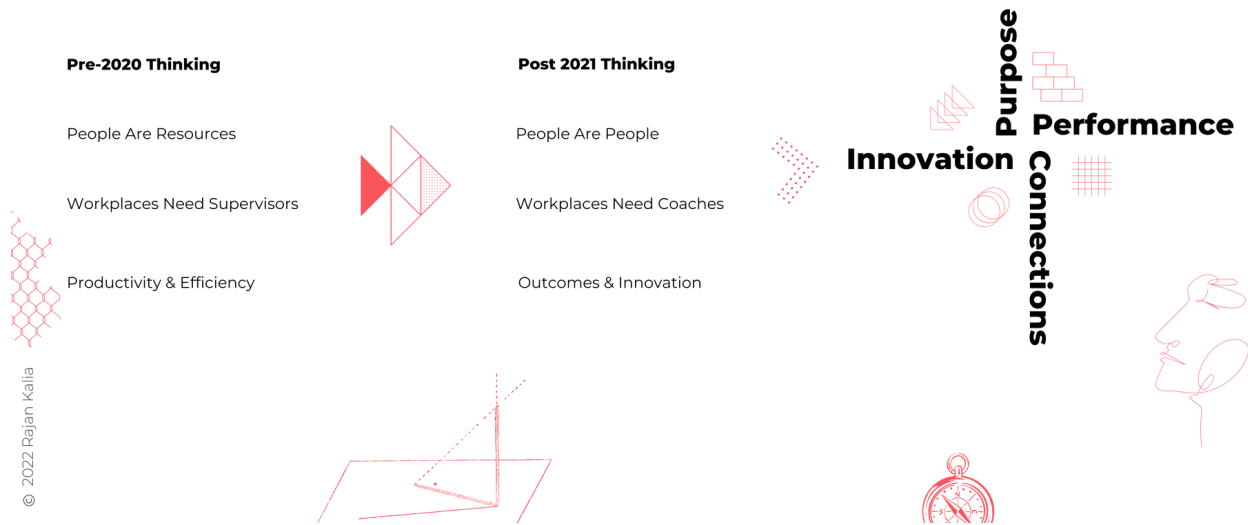 Pre-2020 Thinking
People Are Resources
Workplaces Need Supervisors
Productivity & Efficiency
Post 2021 Thinking
People Are People
Workplaces Need Coaches
Outcomes & Innovation
Purpose
Performance
Innovation
Connections
© 2022 Rajan Kalia
N